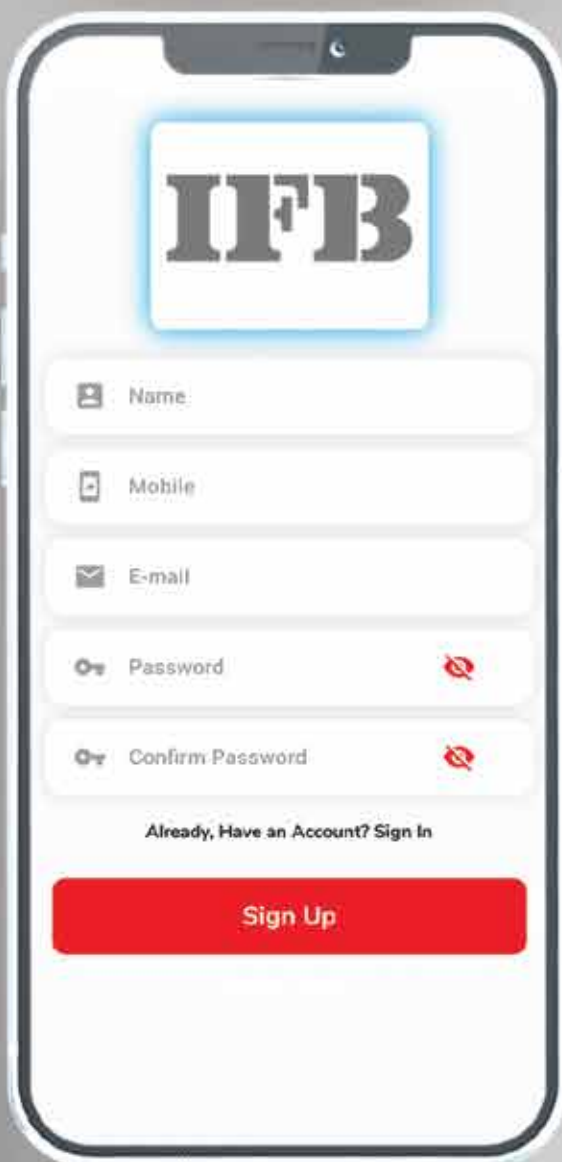 IFB
Name
Mobile
E-mail
Password
Confirm Password
Already, Have an Account? Sign In
Sign Up